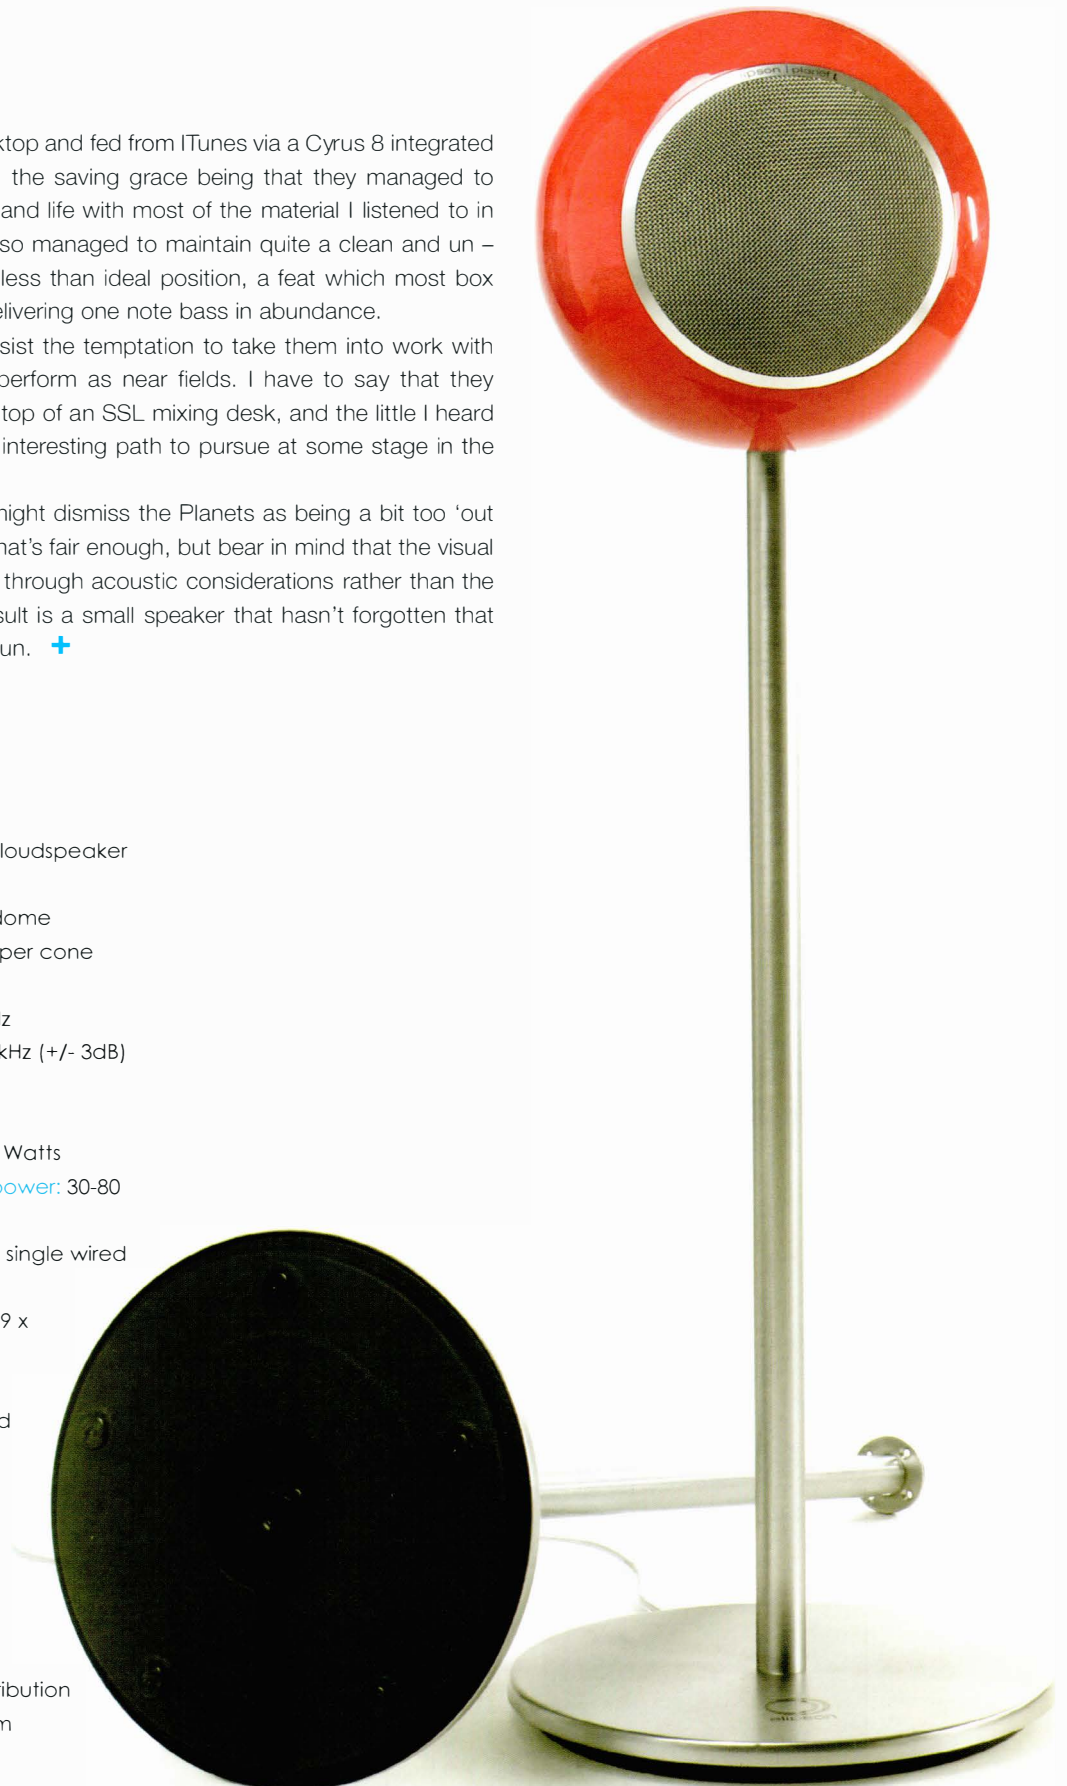 ktop and fed from ITunes via a Cyrus 8 integrated
the saving grace being that they managed to
and life with most of the material I listened to in
so managed to maintain quite a clean and un –
less than ideal position, a feat which most box
elivering one note bass in abundance.
sist the temptation to take them into work with
perform as near fields. I have to say that they
top of an SSL mixing desk, and the little I heard
interesting path to pursue at some stage in the
night dismiss the Planets as being a bit too ‘out
hat’s fair enough, but bear in mind that the visual
through acoustic considerations rather than the
sult is a small speaker that hasn’t forgotten that
un. +
loudspeaker
dome
per cone
Hz
kHz (+/- 3dB)
Watts
power: 30-80
single wired
9 x
d
ribution
m
pson | planet L
elipson